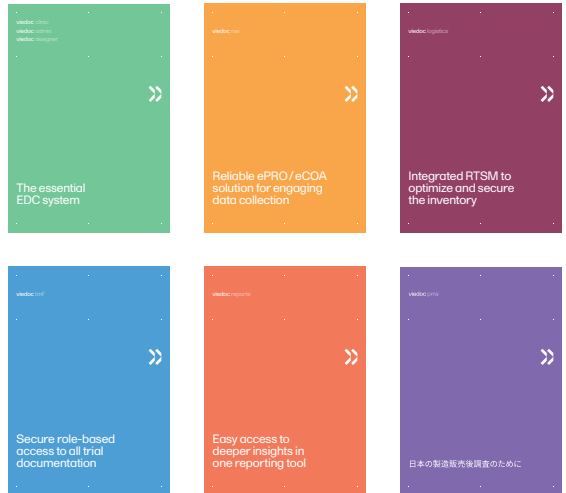 viedoc clinic
viedoc admin
viedoc designer
The essential
EDC system
viedoc me
Reliable ePRO / eCOA
solution for engaging
data collection
viedoc logistics
Integrated RTSM to
optimize and secure
the inventory
viedoc tmf
Secure role-based
access to all trial
documentation
viedoc reports
Easy access to
deeper insights in
one reporting tool
viedoc pms
日本の製造販売後調査のために